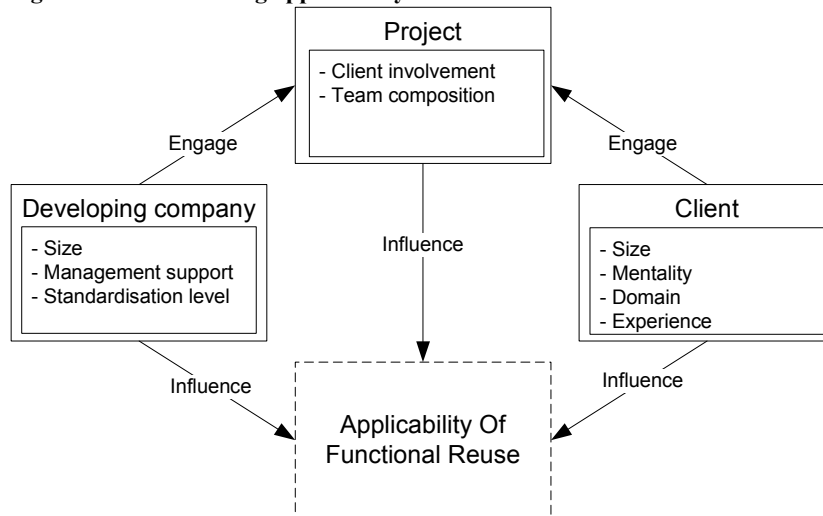 Project
- Client involvement
- Team composition
Engage
Engage
Developing company
- Size
- Management support
- Standardisation level
Influence
Client
- Size
- Mentality
- Domain
- Experience
Influence
Influence
Applicability Of
Functional Reuse